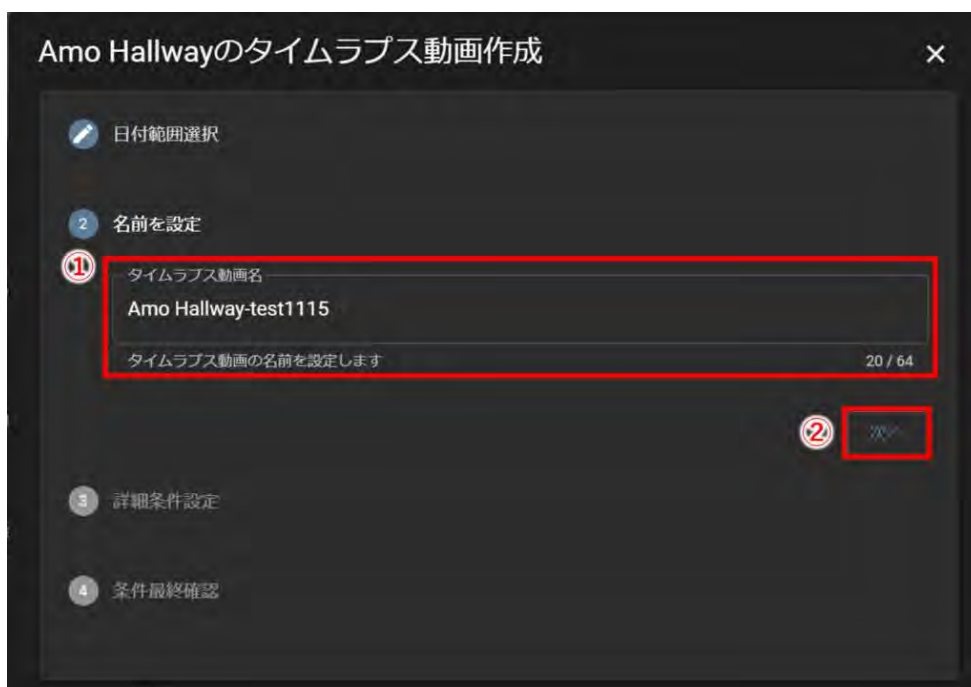 Amo Hallwayのタイムラプス動画作成 ×
日付範囲選択
2 名前を設定
①
タイムラプス動画名
Amo Hallway-test1115
タイムラプス動画の名前を設定します 20 / 64
② 次へ
3 詳細条件設定
4 条件最終確認